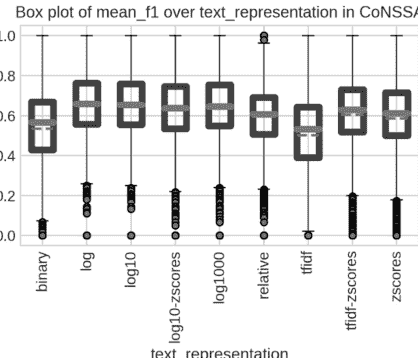 Box plot of mean_f1 over text_representation in CoNSSA
1.0
0.8
0.6
0.4
0.2
0.0
binary
log
log10
log10-zscores
log1000
relative
tfidf
tfidf-zscores
zscores
text_representation